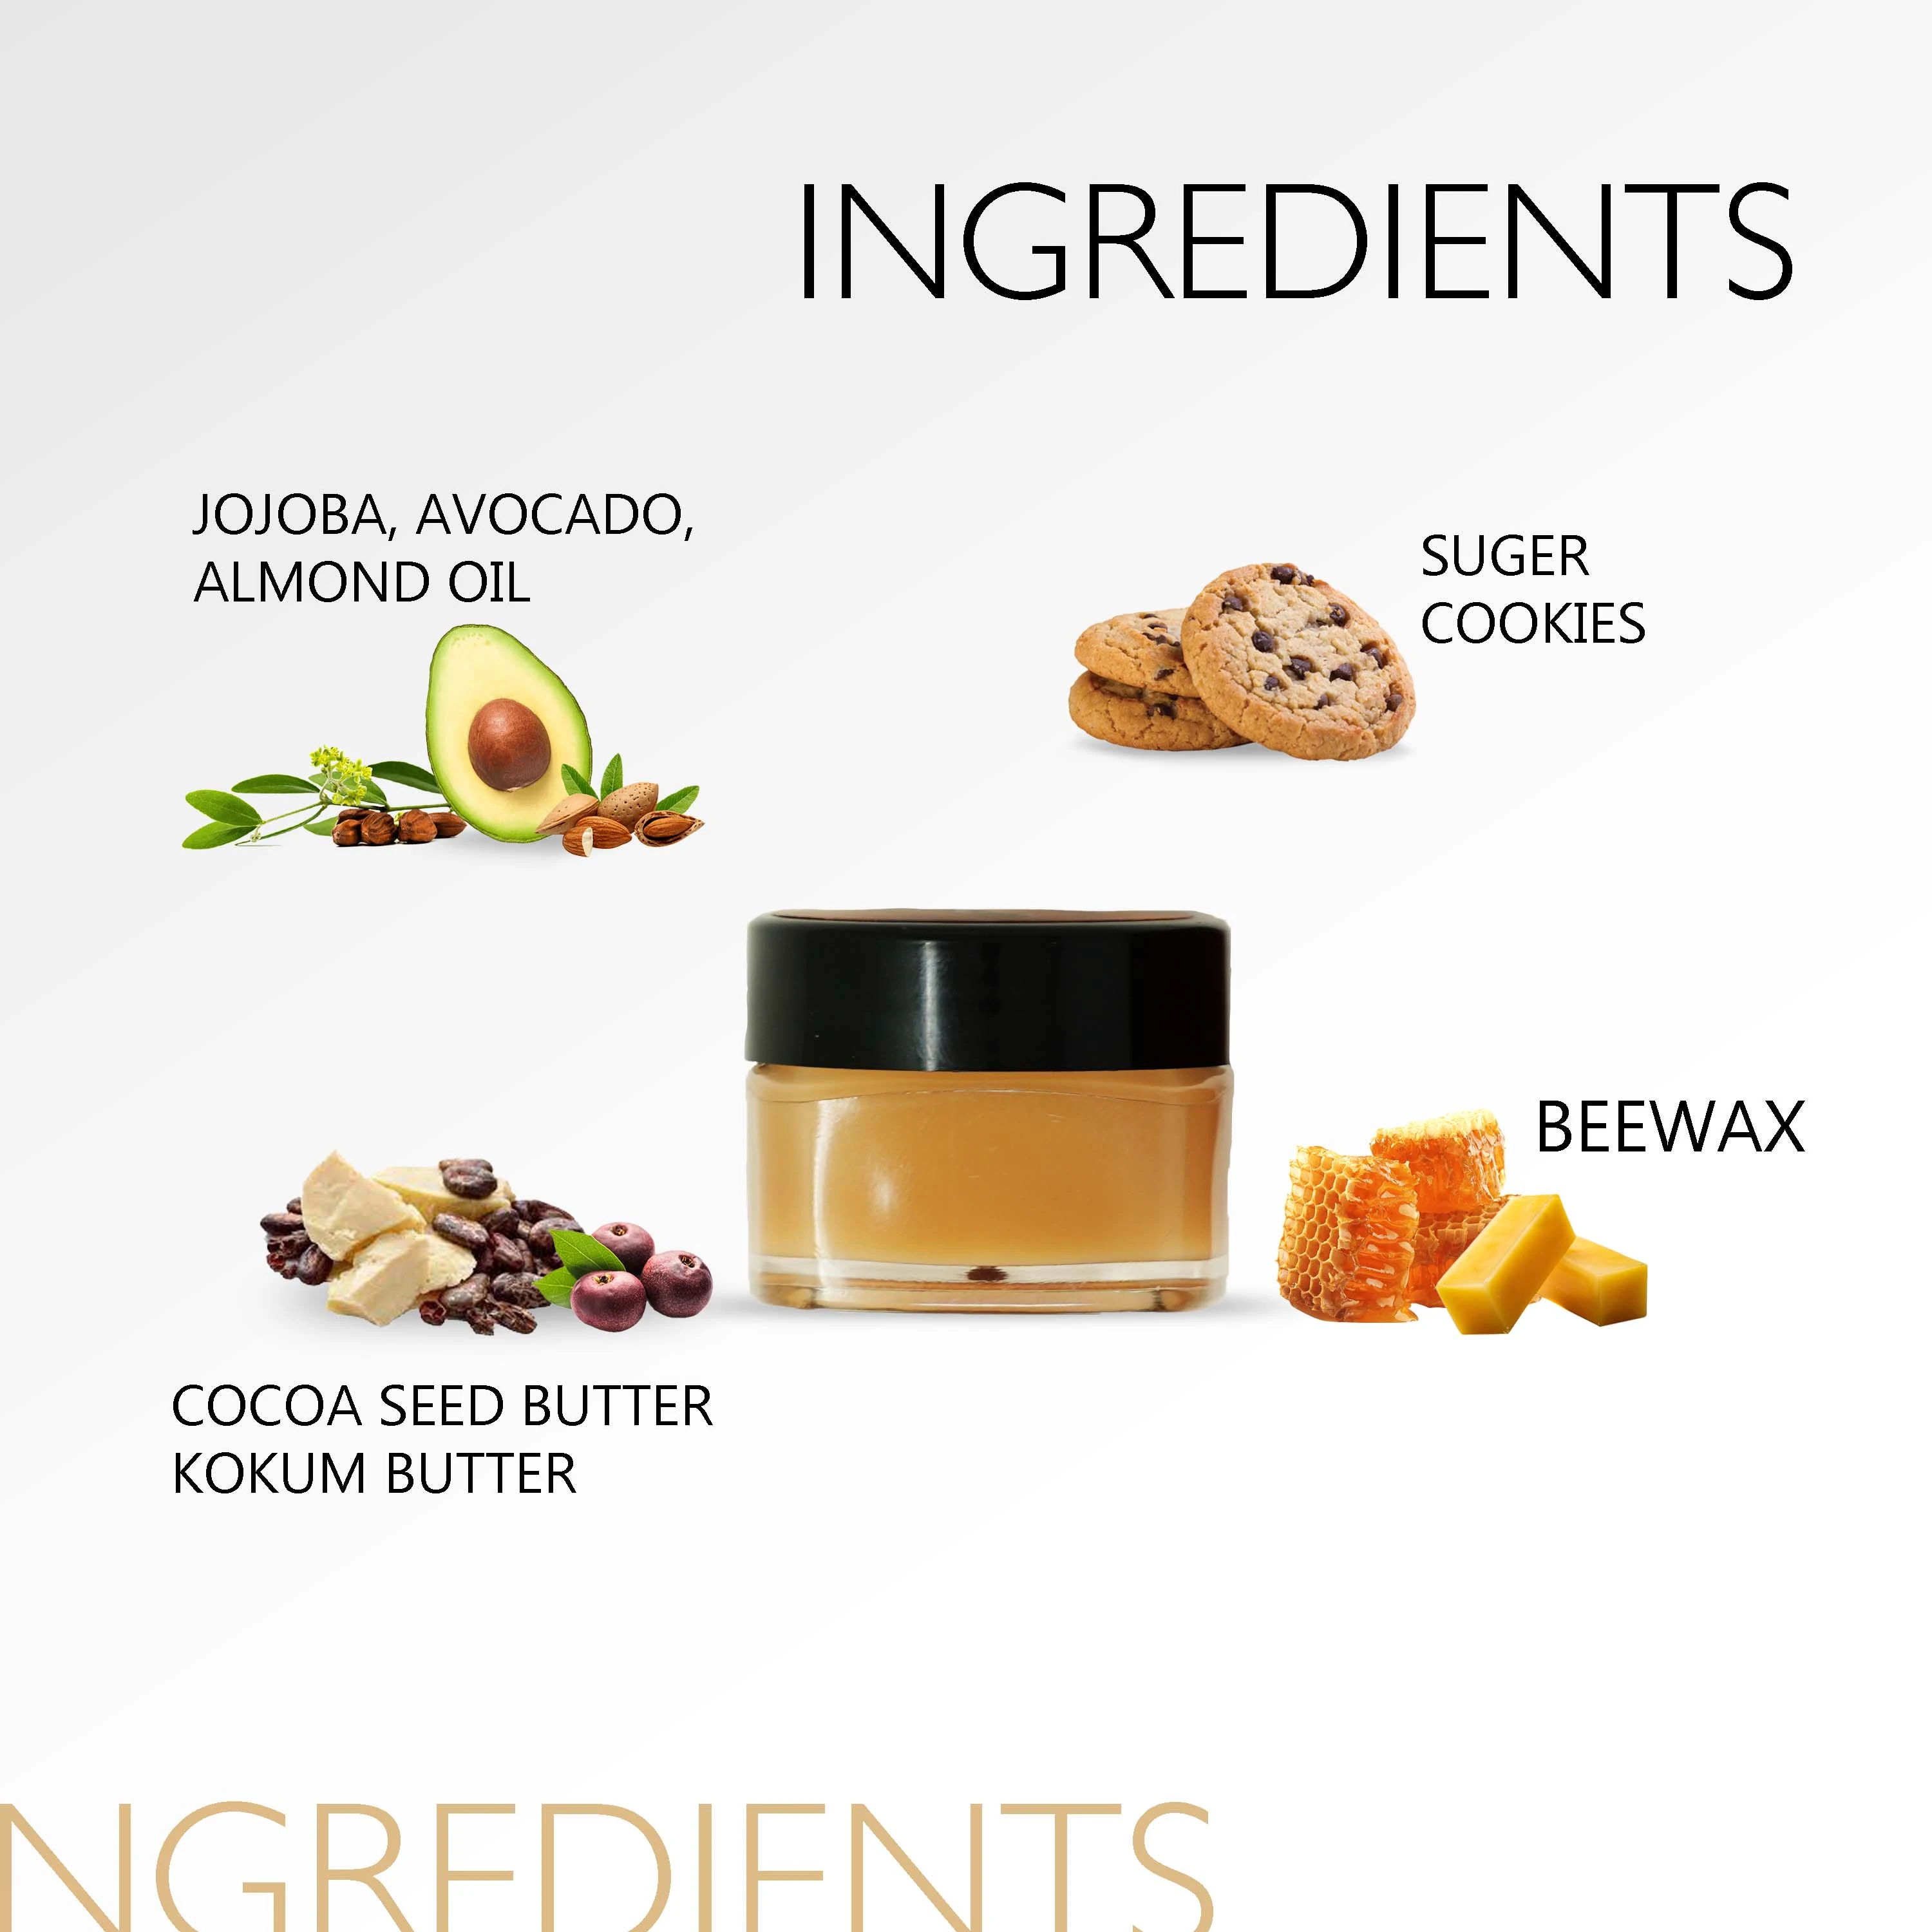 INGREDIENTS
JOJOBA, AVOCADO,
ALMOND OIL
SUGER
COOKIES
BEEWAX
COCOA SEED BUTTER
KOKUM BUTTER
NGREDIENTS